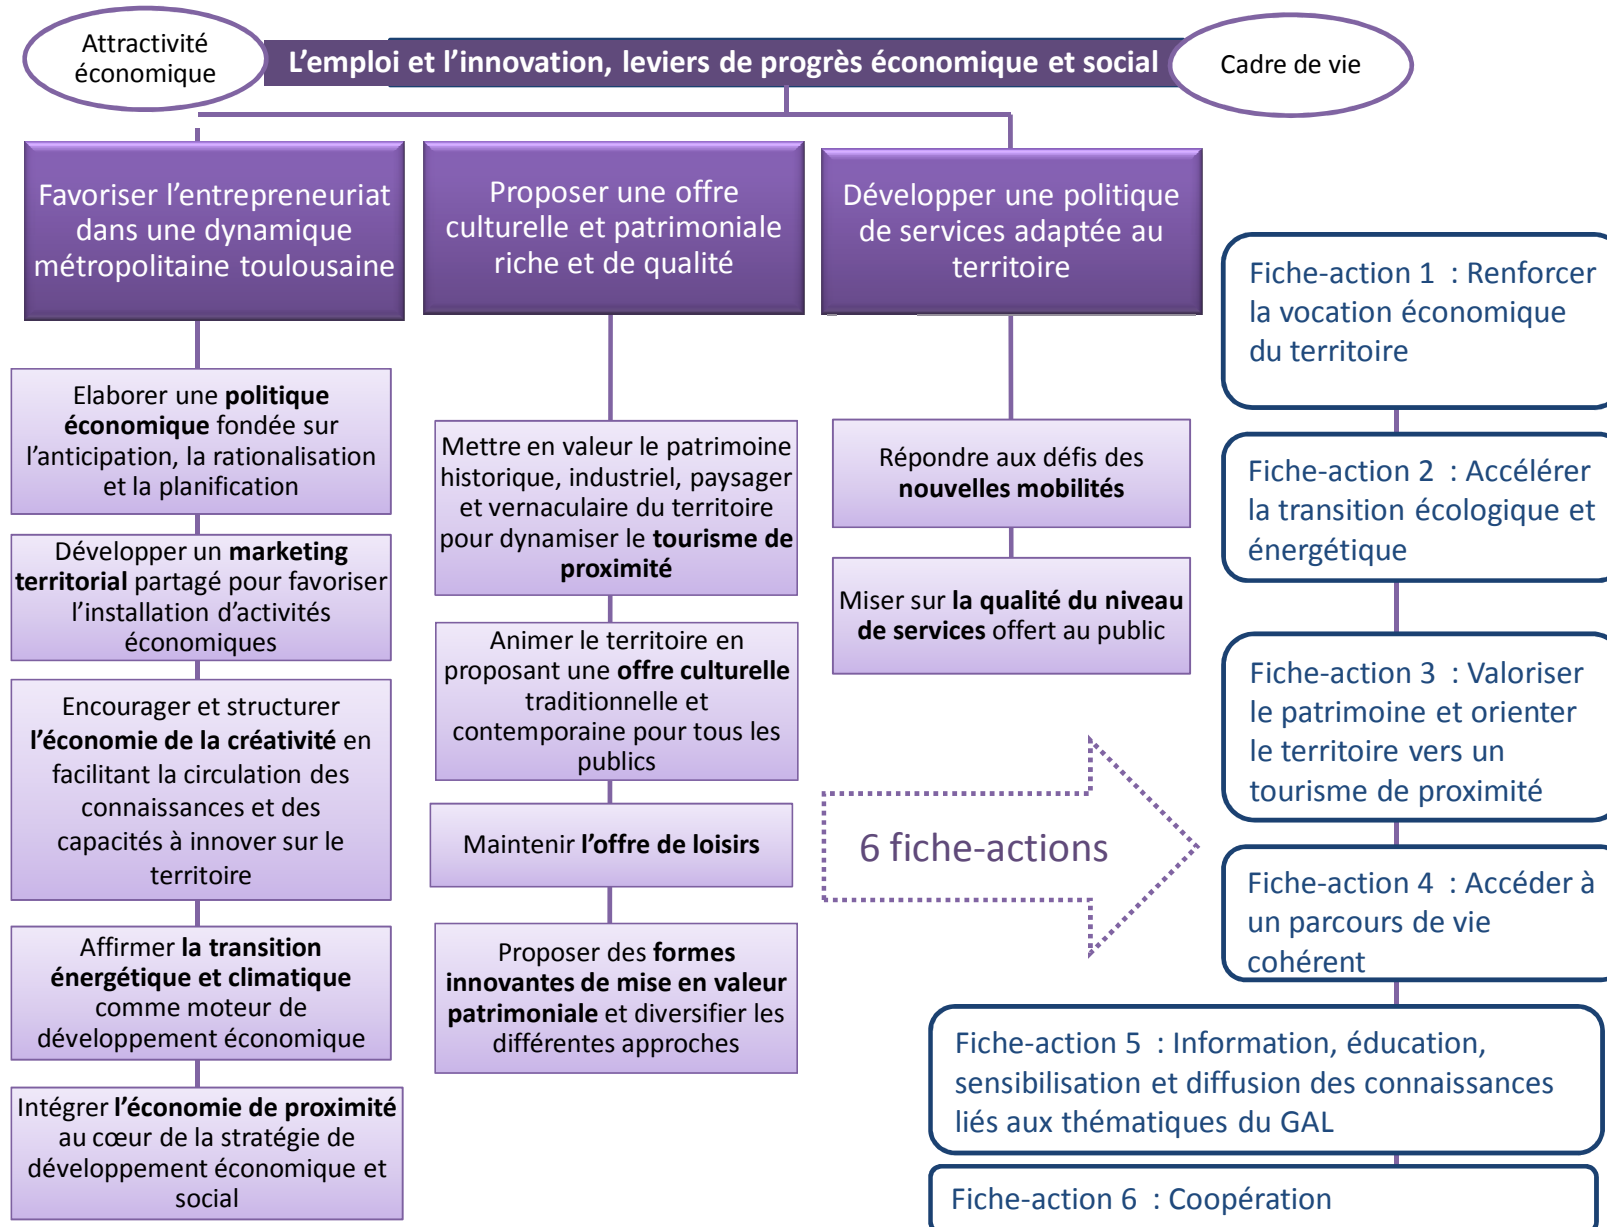 Attractivité
économique
L'emploi et l'innovation, leviers de progrès économique et social
Cadre de vie
Favoriser l'entrepreneuriat
dans une dynamique
métropolitaine toulousaine
Proposer une offre
culturelle et patrimoniale
riche et de qualité
Développer une politique
de services adaptée au
territoire
Elaborer une politique
économique fondée sur
l'anticipation, la rationalisation
et la planification
Développer un marketing
territorial partagé pour favoriser
l'installation d'activités
économiques
Encourager et structurer
l'économie de la créativité en
facilitant la circulation des
connaissances et des
capacités à innover sur le
territoire
Affirmer la transition
énergétique et climatique
comme moteur de
développement économique
Intégrer l'économie de proximité
au cœur de la stratégie de
développement économique et
social
Mettre en valeur le patrimoine
historique, industriel, paysager
et vernaculaire du territoire
pour dynamiser le tourisme de
proximité
Animer le territoire en
proposant une offre culturelle
traditionnelle et
contemporaine pour tous les
publics
Maintenir l'offre de loisirs
Proposer des formes
innovantes de mise en valeur
patrimoniale et diversifier les
différentes approches
Répondre aux défis des
nouvelles mobilités
Miser sur la qualité du niveau
de services offert au public
6 fiche-actions
Fiche-action 1 : Renforcer
la vocation économique
du territoire
Fiche-action 2 : Accélérer
la transition écologique et
énergétique
Fiche-action 3 : Valoriser
le patrimoine et orienter
le territoire vers un
tourisme de proximité
Fiche-action 4 : Accéder à
un parcours de vie
cohérent
Fiche-action 5 : Information, éducation,
sensibilisation et diffusion des connaissances
liés aux thématiques du GAL
Fiche-action 6 : Coopération